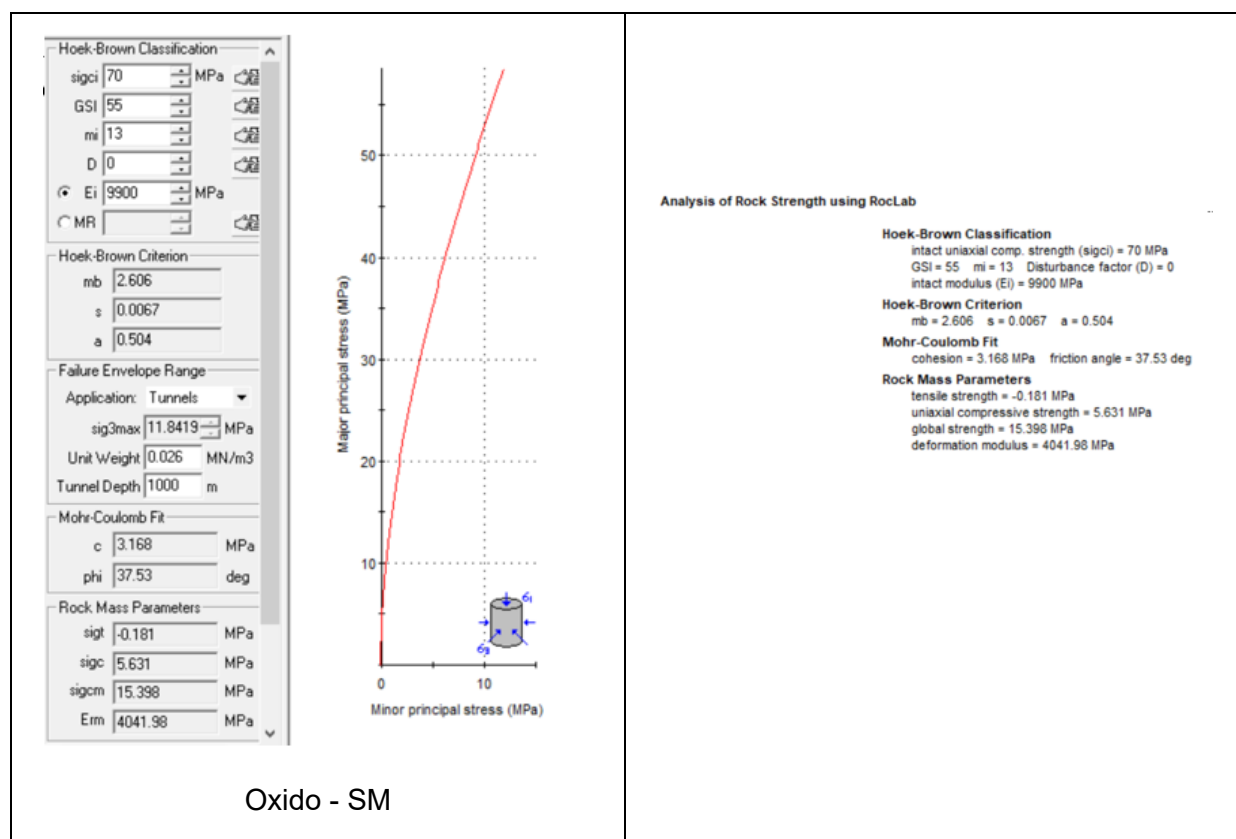 Hoek-Brown Classification
sigci 70 MPa
GSI 55
mi 13
D 0
Ei 9900 MPa
MR
Hoek-Brown Criterion
mb 2.606
s 0.0067
a 0.504
Failure Envelope Range
Application: Tunnels
sig3max 11.8419 MPa
Unit Weight 0.026 MN/m3
Tunnel Depth 1000 m
Mohr-Coulomb Fit
c 3.168 MPa
phi 37.53 deg
Rock Mass Parameters
sigt -0.181 MPa
sigc 5.631 MPa
sigcm 15.398 MPa
Erm 4041.98 MPa
Major principal stress (MPa)
50
40
30
20
10
0 10
Minor principal stress (MPa)
σ1
σ3
Oxido - SM
Analysis of Rock Strength using RocLab
Hoek-Brown Classification
intact uniaxial comp. strength (sigci) = 70 MPa
GSI = 55 mi = 13 Disturbance factor (D) = 0
intact modulus (Ei) = 9900 MPa
Hoek-Brown Criterion
mb = 2.606 s = 0.0067 a = 0.504
Mohr-Coulomb Fit
cohesion = 3.168 MPa friction angle = 37.53 deg
Rock Mass Parameters
tensile strength = -0.181 MPa
uniaxial compressive strength = 5.631 MPa
global strength = 15.398 MPa
deformation modulus = 4041.98 MPa